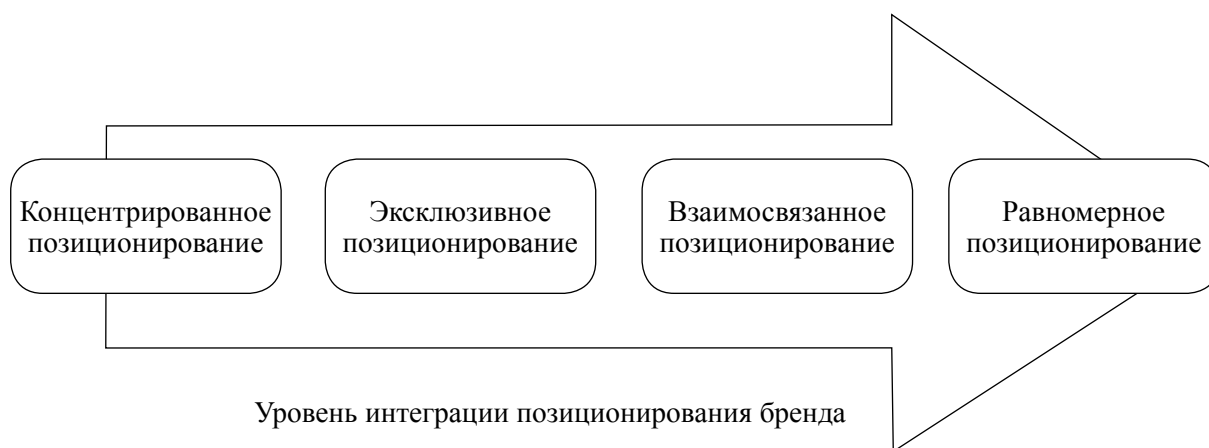 Концентрированное
позиционирование
Эксклюзивное
позиционирование
Взаимосвязанное
позиционирование
Равномерное
позиционирование
Уровень интеграции позиционирования бренда